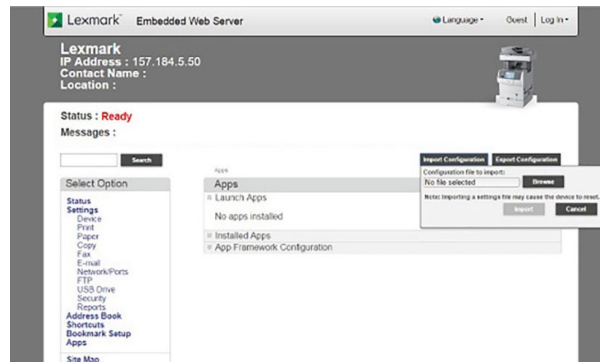 Lexmark™ Embedded Web Server
Language
Guest | Log In
Lexmark
IP Address : 157.184.5.50
Contact Name :
Location :
Status : Ready
Messages :
Search
Import Configuration
Export Configuration
Configuration file to import:
No file selected
Browse
Note: Importing a settings file may cause the device to reset.
Import
Cancel
Select Option
Status
Settings
Device
Print
Paper
Copy
Fax
E-mail
Network/Ports
FTP
USB Drive
Security
Reports
Address Book
Shortcuts
Bookmark Setup
Apps
Site Map
Apps
Apps
Launch Apps
No apps installed
Installed Apps
App Framework Configuration